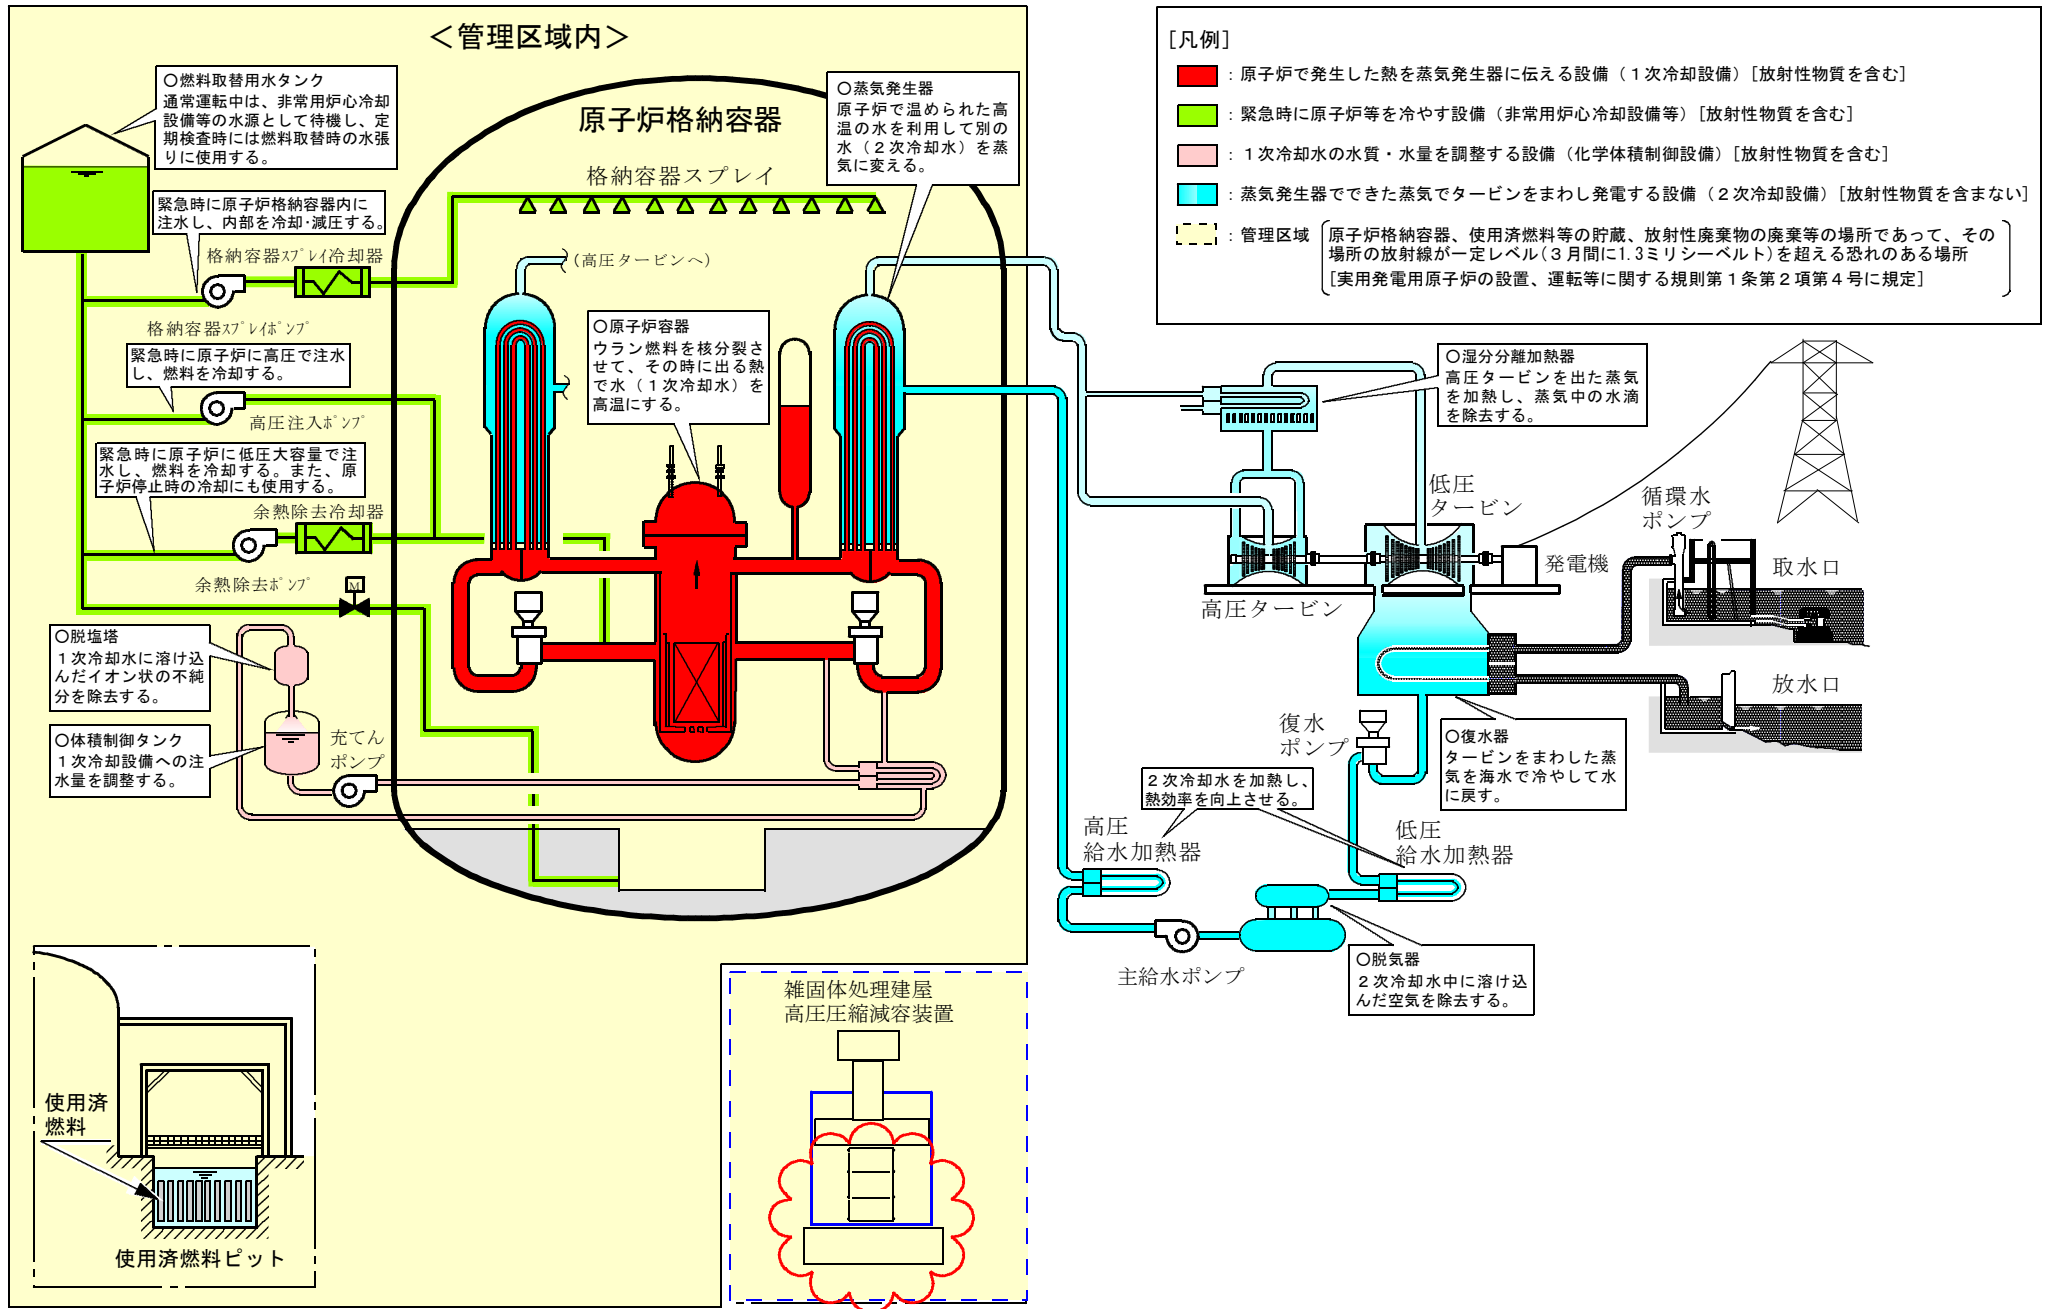 ＜管理区域内＞
○燃料取替用水タンク
通常運転中は、非常用炉心冷却
設備等の水源として待機し、定
期検査時には燃料取替時の水張
りに使用する。
緊急時に原子炉格納容器内に
注水し、内部を冷却･減圧する。
格納容器ｽﾌﾟﾚｲ冷却器
格納容器ｽﾌﾟﾚｲﾎﾟﾝﾌﾟ
緊急時に原子炉に高圧で注水
し、燃料を冷却する。
高圧注入ﾎﾟﾝﾌﾟ
緊急時に原子炉に低圧大容量で注
水し、燃料を冷却する。また、原
子炉停止時の冷却にも使用する。
余熱除去冷却器
余熱除去ﾎﾟﾝﾌﾟ
M
○脱塩塔
１次冷却水に溶け込
んだイオン状の不純
分を除去する。
○体積制御タンク
１次冷却設備への注
水量を調整する。
充てん
ポンプ
原子炉格納容器
格納容器スプレイ
(高圧タービンへ)
○蒸気発生器
原子炉で温められた高
温の水を利用して別の
水（２次冷却水）を蒸
気に変える。
○原子炉容器
ウラン燃料を核分裂さ
せて、その時に出る熱
で水（１次冷却水）を
高温にする。
使用済
燃料
使用済燃料ピット
雑固体処理建屋
高圧圧縮減容装置
[凡例]
：原子炉で発生した熱を蒸気発生器に伝える設備（１次冷却設備）[放射性物質を含む]
：緊急時に原子炉等を冷やす設備（非常用炉心冷却設備等）[放射性物質を含む]
：１次冷却水の水質・水量を調整する設備（化学体積制御設備）[放射性物質を含む]
：蒸気発生器でできた蒸気でタービンをまわし発電する設備（２次冷却設備）[放射性物質を含まない]
：管理区域
原子炉格納容器、使用済燃料等の貯蔵、放射性廃棄物の廃棄等の場所であって、その
場所の放射線が一定レベル(３月間に1.3ミリシーベルト)を超える恐れのある場所
[実用発電用原子炉の設置、運転等に関する規則第１条第２項第４号に規定]
○湿分分離加熱器
高圧タービンを出た蒸気
を加熱し、蒸気中の水滴
を除去する。
低圧
タービン
高圧タービン
発電機
循環水
ポンプ
取水口
放水口
復水
ポンプ
○復水器
タービンをまわした蒸
気を海水で冷やして水
に戻す。
２次冷却水を加熱し、
熱効率を向上させる。
高圧
給水加熱器
低圧
給水加熱器
主給水ポンプ
○脱気器
２次冷却水中に溶け込
んだ空気を除去する。